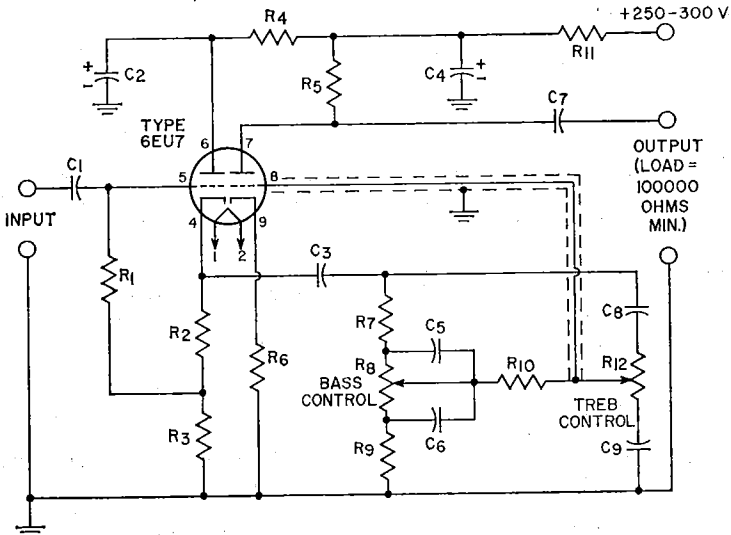 +250-300 V
R4
R11
+
-
C2
R5
C4
+
-
C7
TYPE
6EU7
6
7
OUTPUT
(LOAD =
100000
OHMS
MIN.)
C1
5
8
INPUT
4
9
1
2
C3
R1
R2
R6
R7
C5
C8
R8
BASS
CONTROL
R10
R12
TREB
CONTROL
R3
C6
R9
C9